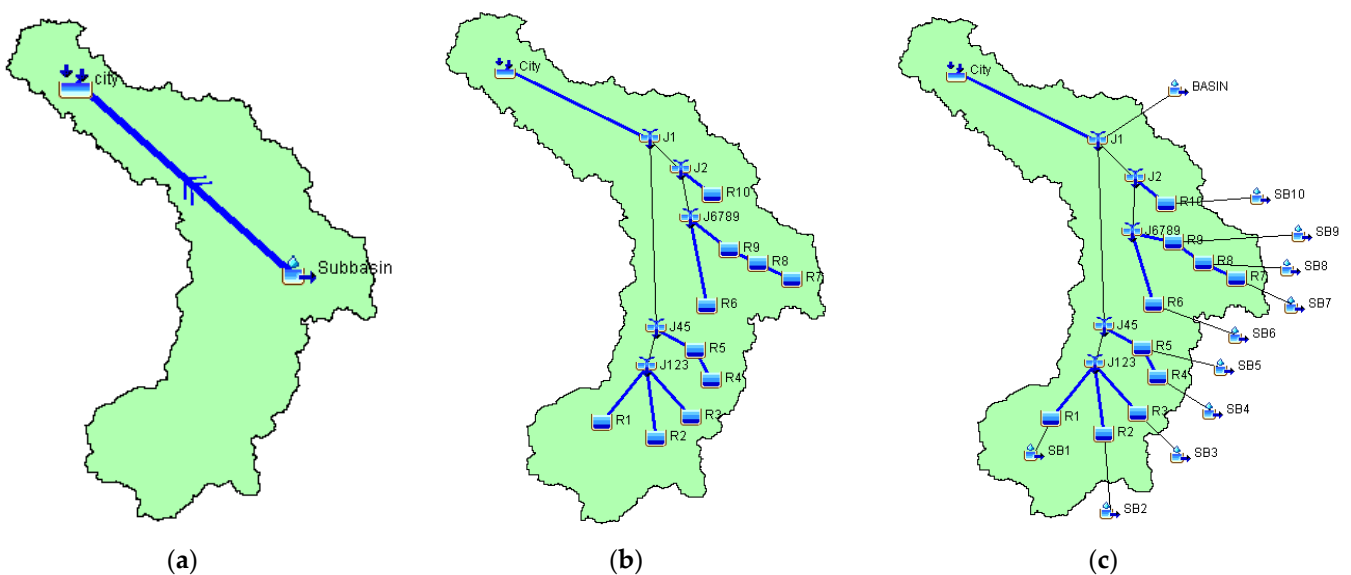 city
Subbasin
(a)
City
J1
J2
R10
J6789
R9
R8
R7
R6
J45
R5
J123
R4
R1
R3
R2
(b)
City
BASIN
J1
J2
R10
SB10
J6789
R9
SB9
R8
SB8
R7
SB7
R6
SB6
J45
R5
SB5
J123
R4
SB4
R1
R3
R2
SB1
SB3
SB2
(c)